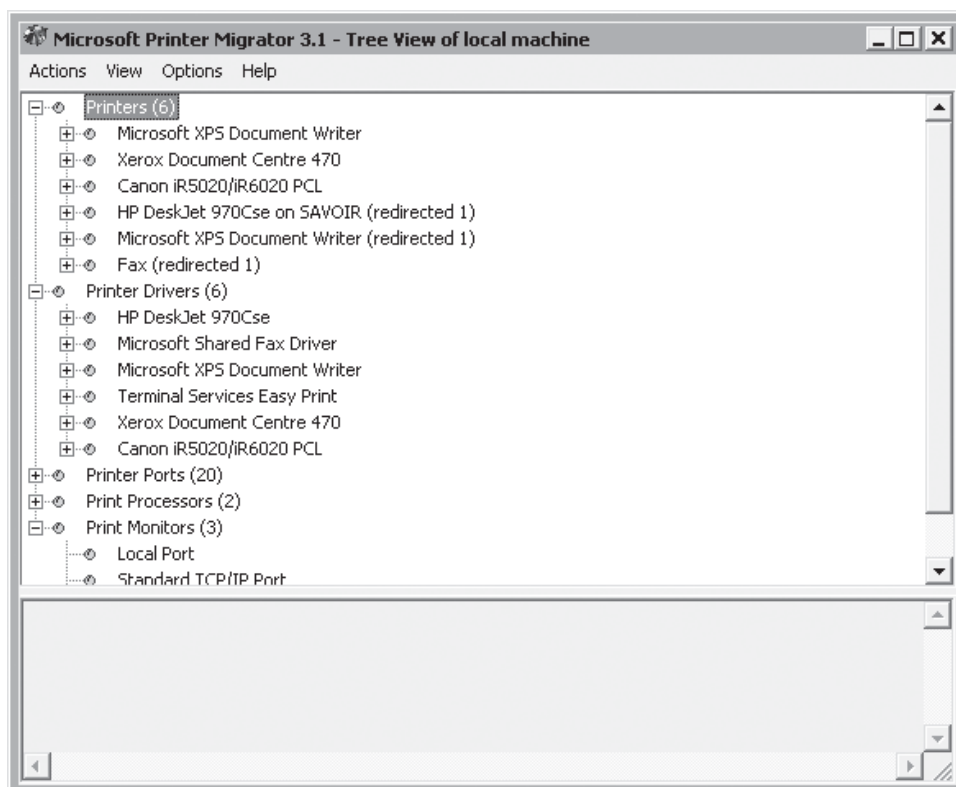 Microsoft Printer Migrator 3.1 - Tree View of local machine
Actions View Options Help
Printers (6)
Microsoft XPS Document Writer
Xerox Document Centre 470
Canon iR5020/iR6020 PCL
HP DeskJet 970Cse on SAVOIR (redirected 1)
Microsoft XPS Document Writer (redirected 1)
Fax (redirected 1)
Printer Drivers (6)
HP DeskJet 970Cse
Microsoft Shared Fax Driver
Microsoft XPS Document Writer
Terminal Services Easy Print
Xerox Document Centre 470
Canon iR5020/iR6020 PCL
Printer Ports (20)
Print Processors (2)
Print Monitors (3)
Local Port
Standard TCP/IP Port